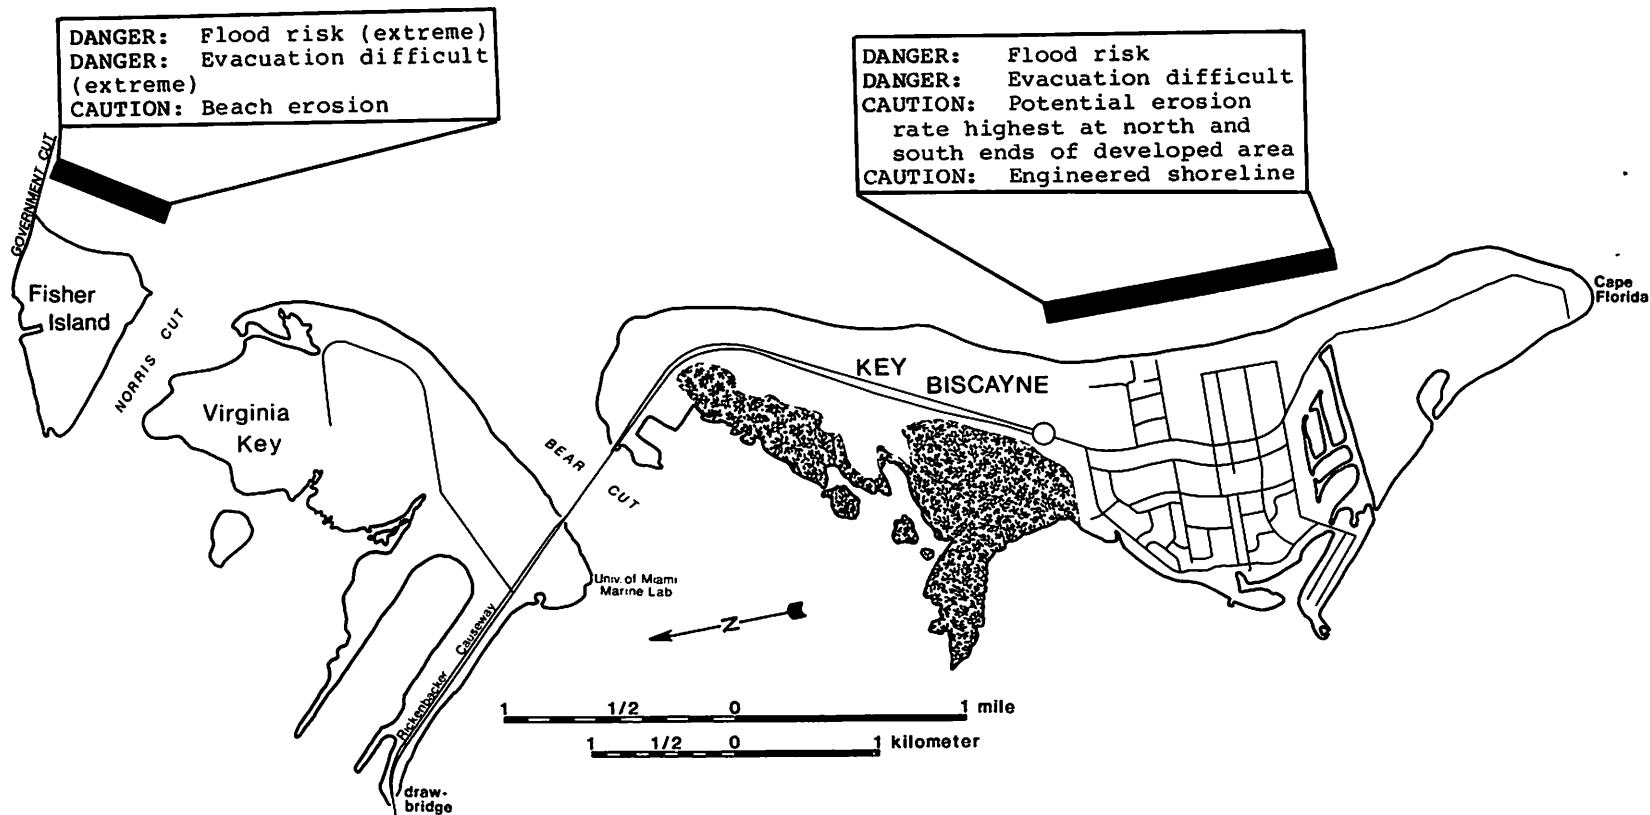 DANGER: Flood risk (extreme)
DANGER: Evacuation difficult
(extreme)
CAUTION: Beach erosion
DANGER: Flood risk
DANGER: Evacuation difficult
CAUTION: Potential erosion
rate highest at north and
south ends of developed area
CAUTION: Engineered shoreline
GOVERNMENT CUT
Fisher
Island
NORRIS CUT
Virginia
Key
BEAR
CUT
KEY
BISCAYNE
Cape
Florida
Univ. of Miami
Marine Lab
N
Rickenbacker Causeway
draw-
bridge
1 1/2 0 1 mile
1 1/2 0 1 kilometer